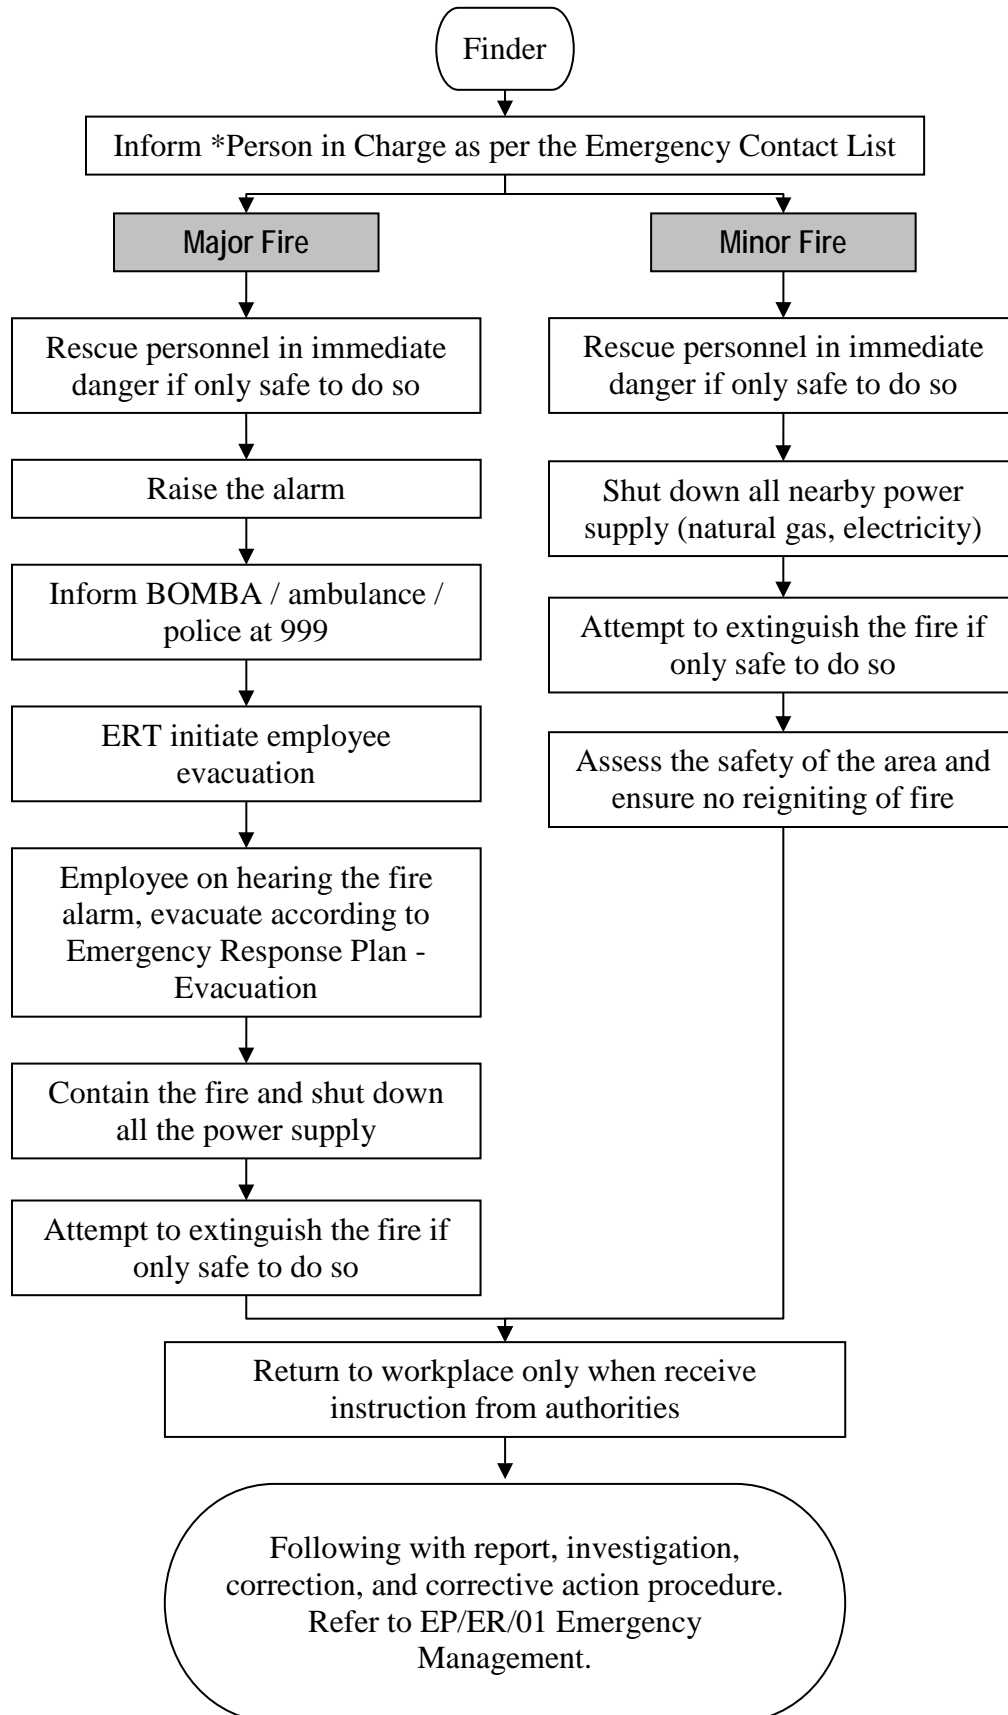 Finder
Inform *Person in Charge as per the Emergency Contact List
Major Fire
Rescue personnel in immediate
danger if only safe to do so
Raise the alarm
Inform BOMBA / ambulance /
police at 999
ERT initiate employee
evacuation
Employee on hearing the fire
alarm, evacuate according to
Emergency Response Plan -
Evacuation
Contain the fire and shut down
all the power supply
Attempt to extinguish the fire if
only safe to do so
Minor Fire
Rescue personnel in immediate
danger if only safe to do so
Shut down all nearby power
supply (natural gas, electricity)
Attempt to extinguish the fire if
only safe to do so
Assess the safety of the area and
ensure no reigniting of fire
Return to workplace only when receive
instruction from authorities
Following with report, investigation,
correction, and corrective action procedure.
Refer to EP/ER/01 Emergency
Management.